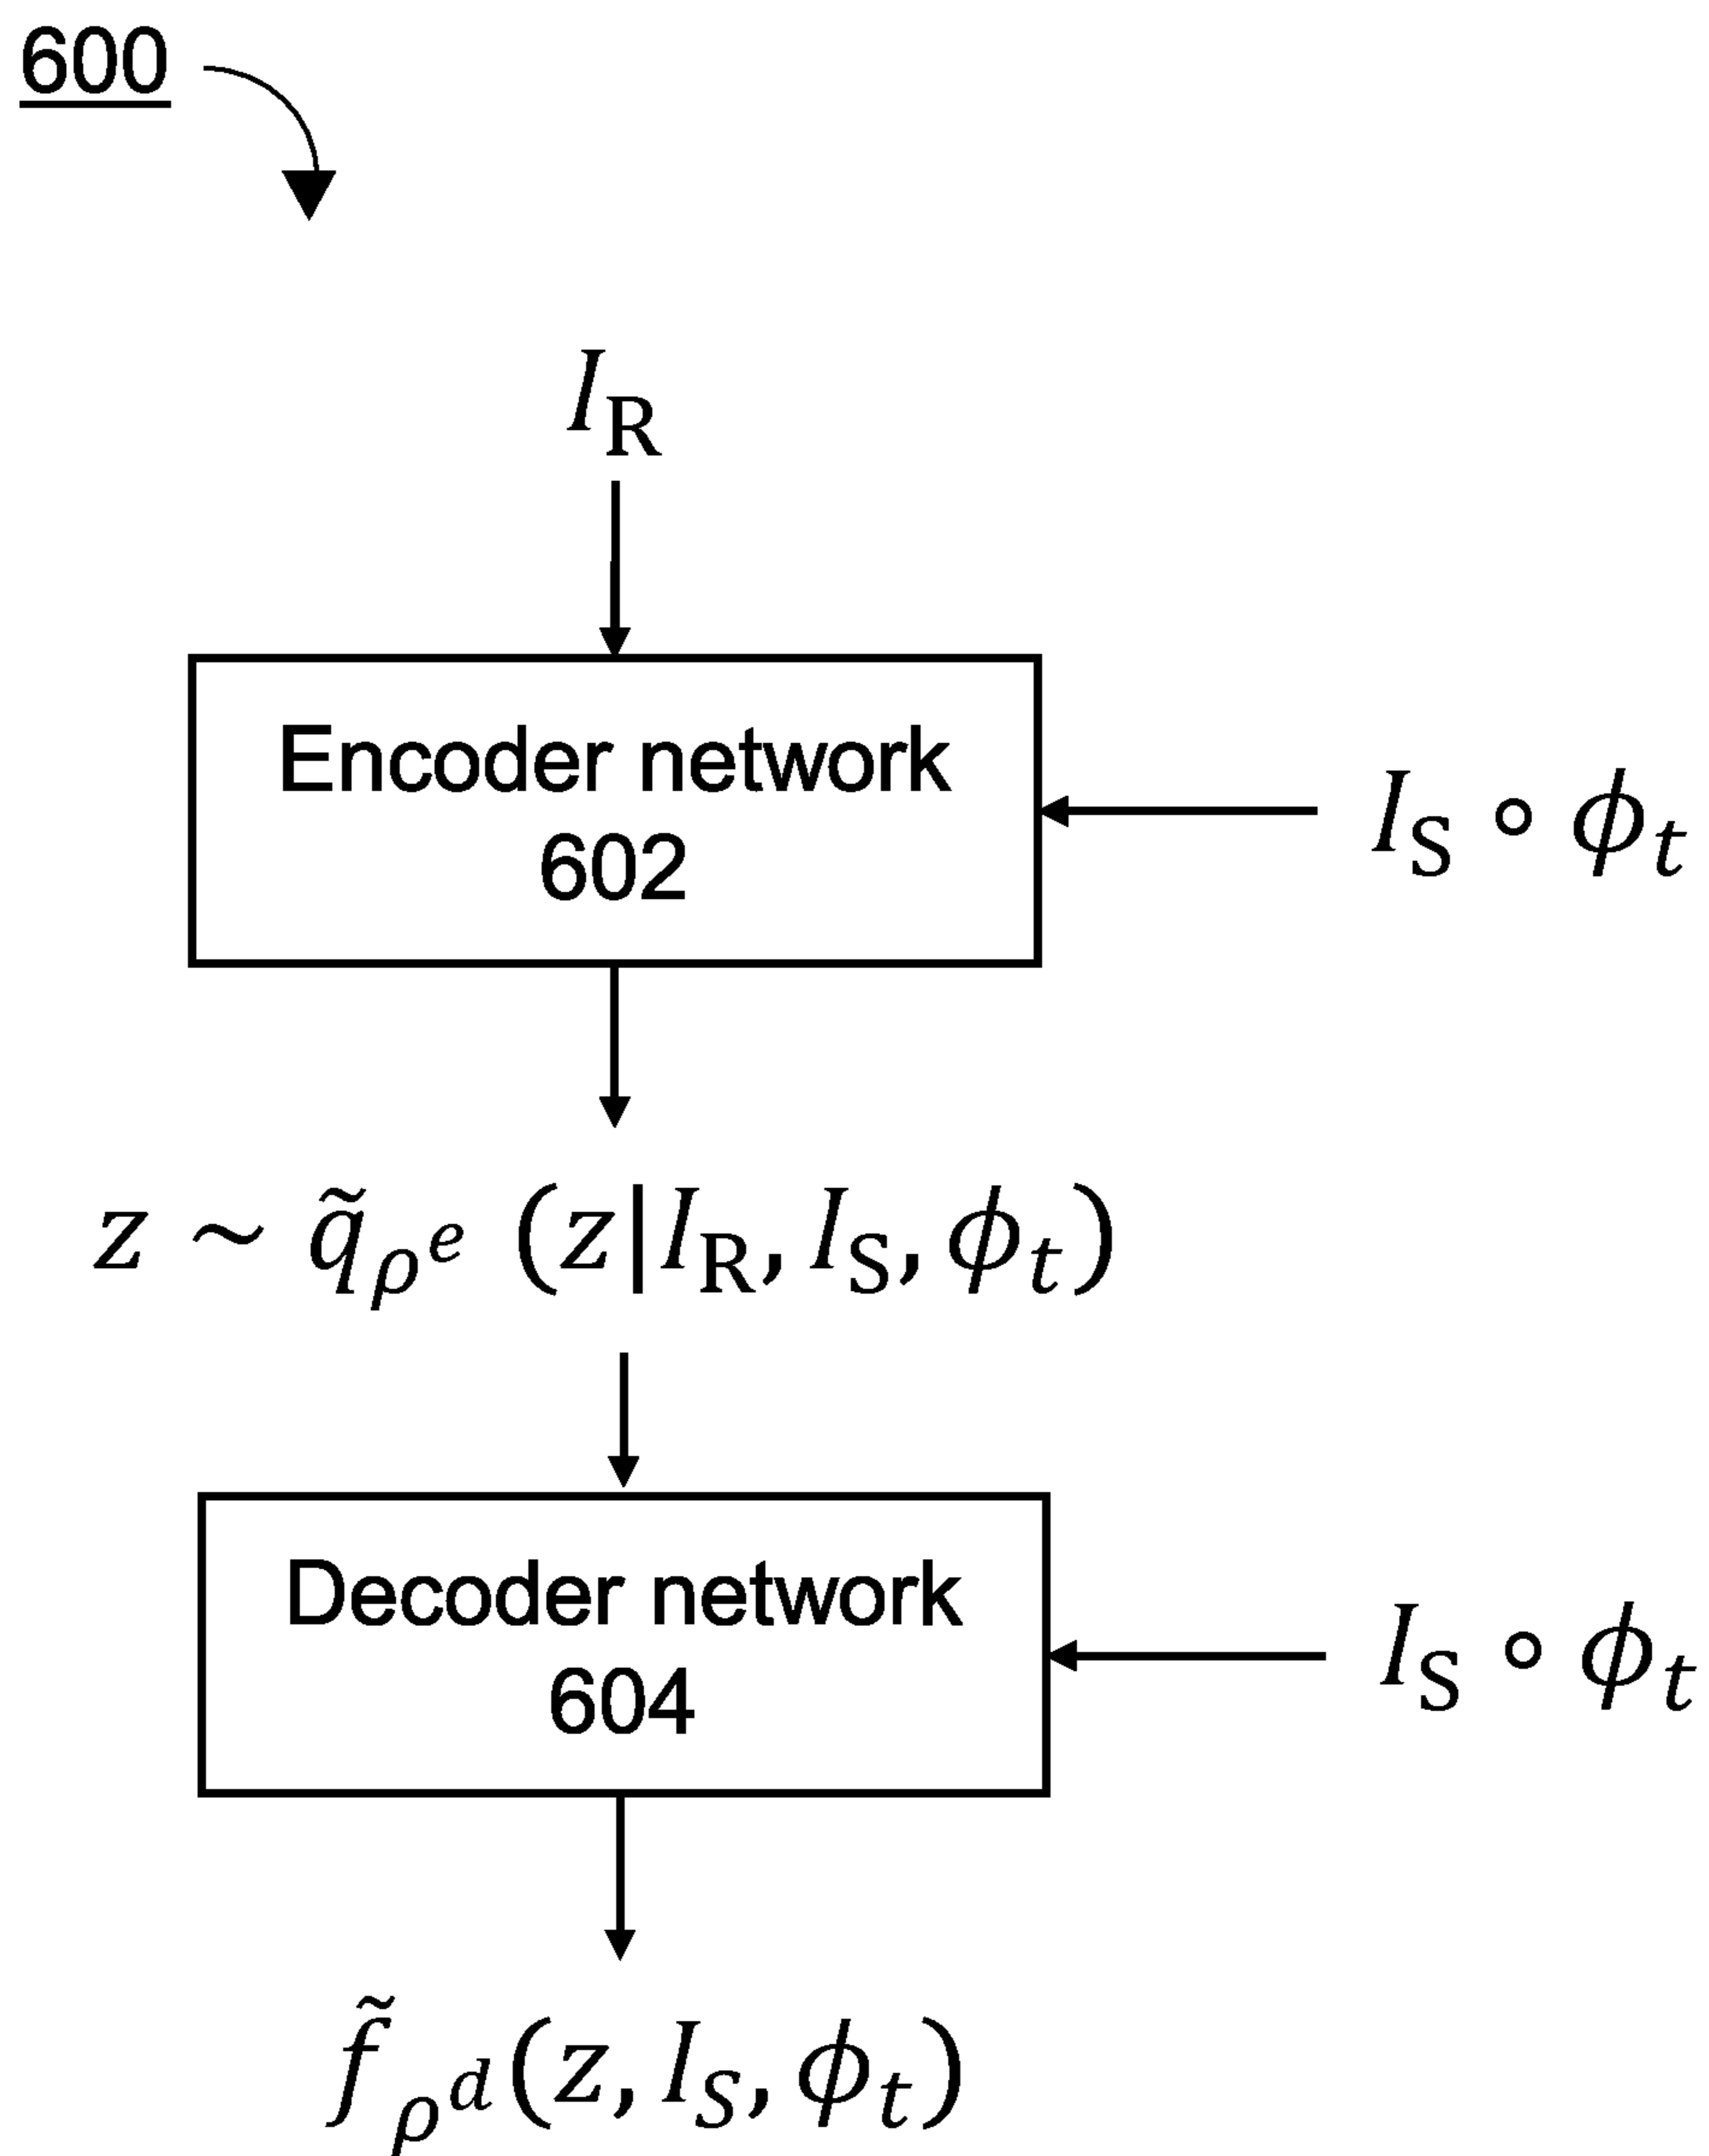 600
I_R
Encoder network
602
I_S ∘ ϕ_t
z ~ q̃_{ρ^e} (z|I_R, I_S, ϕ_t)
Decoder network
604
I_S ∘ ϕ_t
f̃_{ρ^d}(z, I_S, ϕ_t)